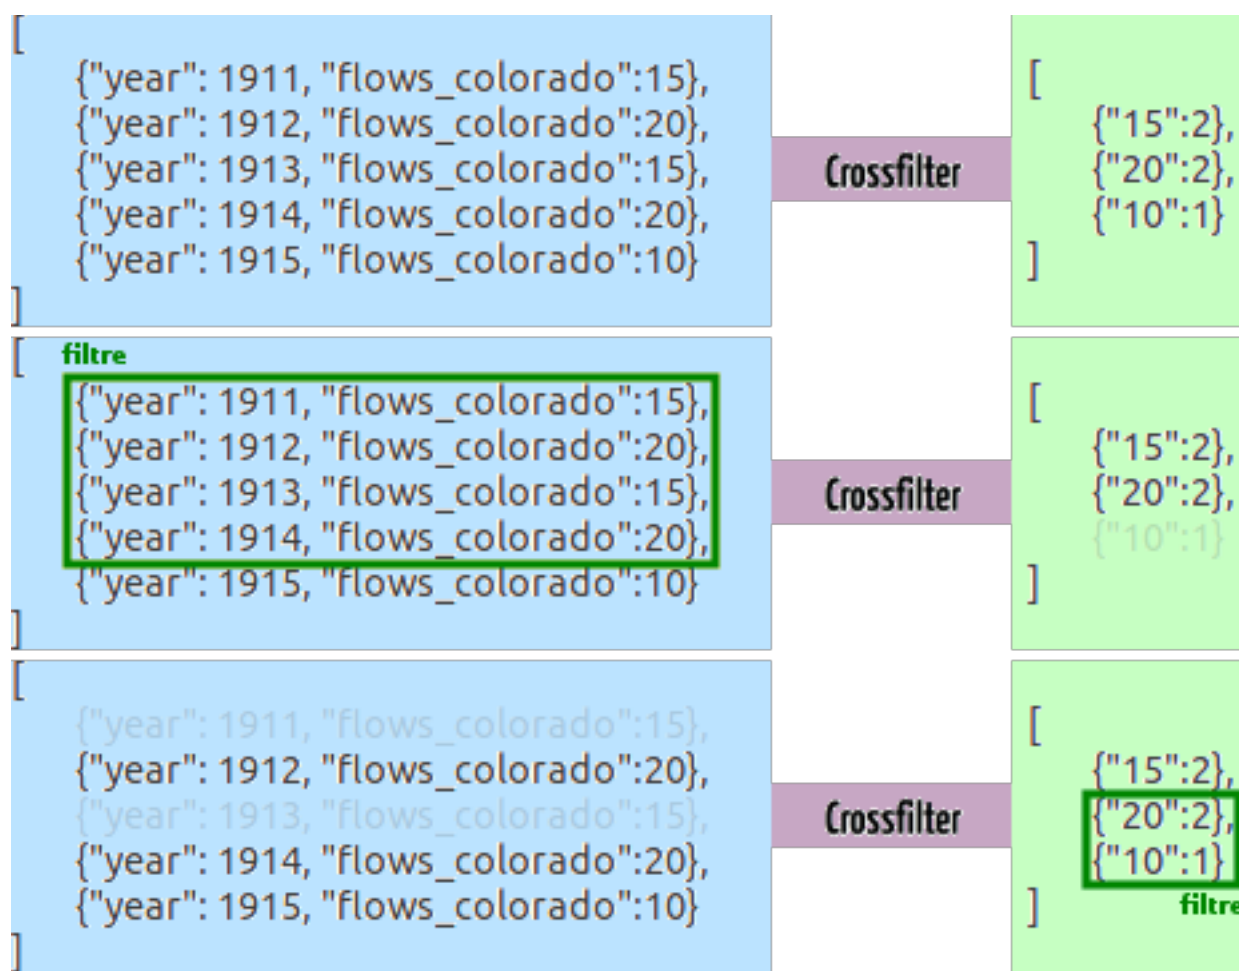 [
{"year": 1911, "flows_colorado":15},
{"year": 1912, "flows_colorado":20},
{"year": 1913, "flows_colorado":15},
{"year": 1914, "flows_colorado":20},
{"year": 1915, "flows_colorado":10}
]
Crossfilter
[
{"15":2},
{"20":2},
{"10":1}
]
[
filtre
{"year": 1911, "flows_colorado":15},
{"year": 1912, "flows_colorado":20},
{"year": 1913, "flows_colorado":15},
{"year": 1914, "flows_colorado":20},
{"year": 1915, "flows_colorado":10}
]
Crossfilter
[
{"15":2},
{"20":2},
{"10":1}
]
[
{"year": 1911, "flows_colorado":15},
{"year": 1912, "flows_colorado":20},
{"year": 1913, "flows_colorado":15},
{"year": 1914, "flows_colorado":20},
{"year": 1915, "flows_colorado":10}
]
Crossfilter
[
{"15":2},
{"20":2},
{"10":1}
]
filtre